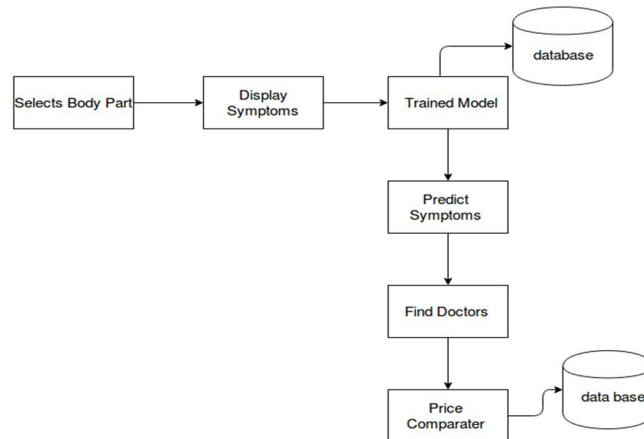 database
Selects Body Part
Display
Symptoms
Trained Model
Predict
Symptoms
Find Doctors
Price
Comparater
data base